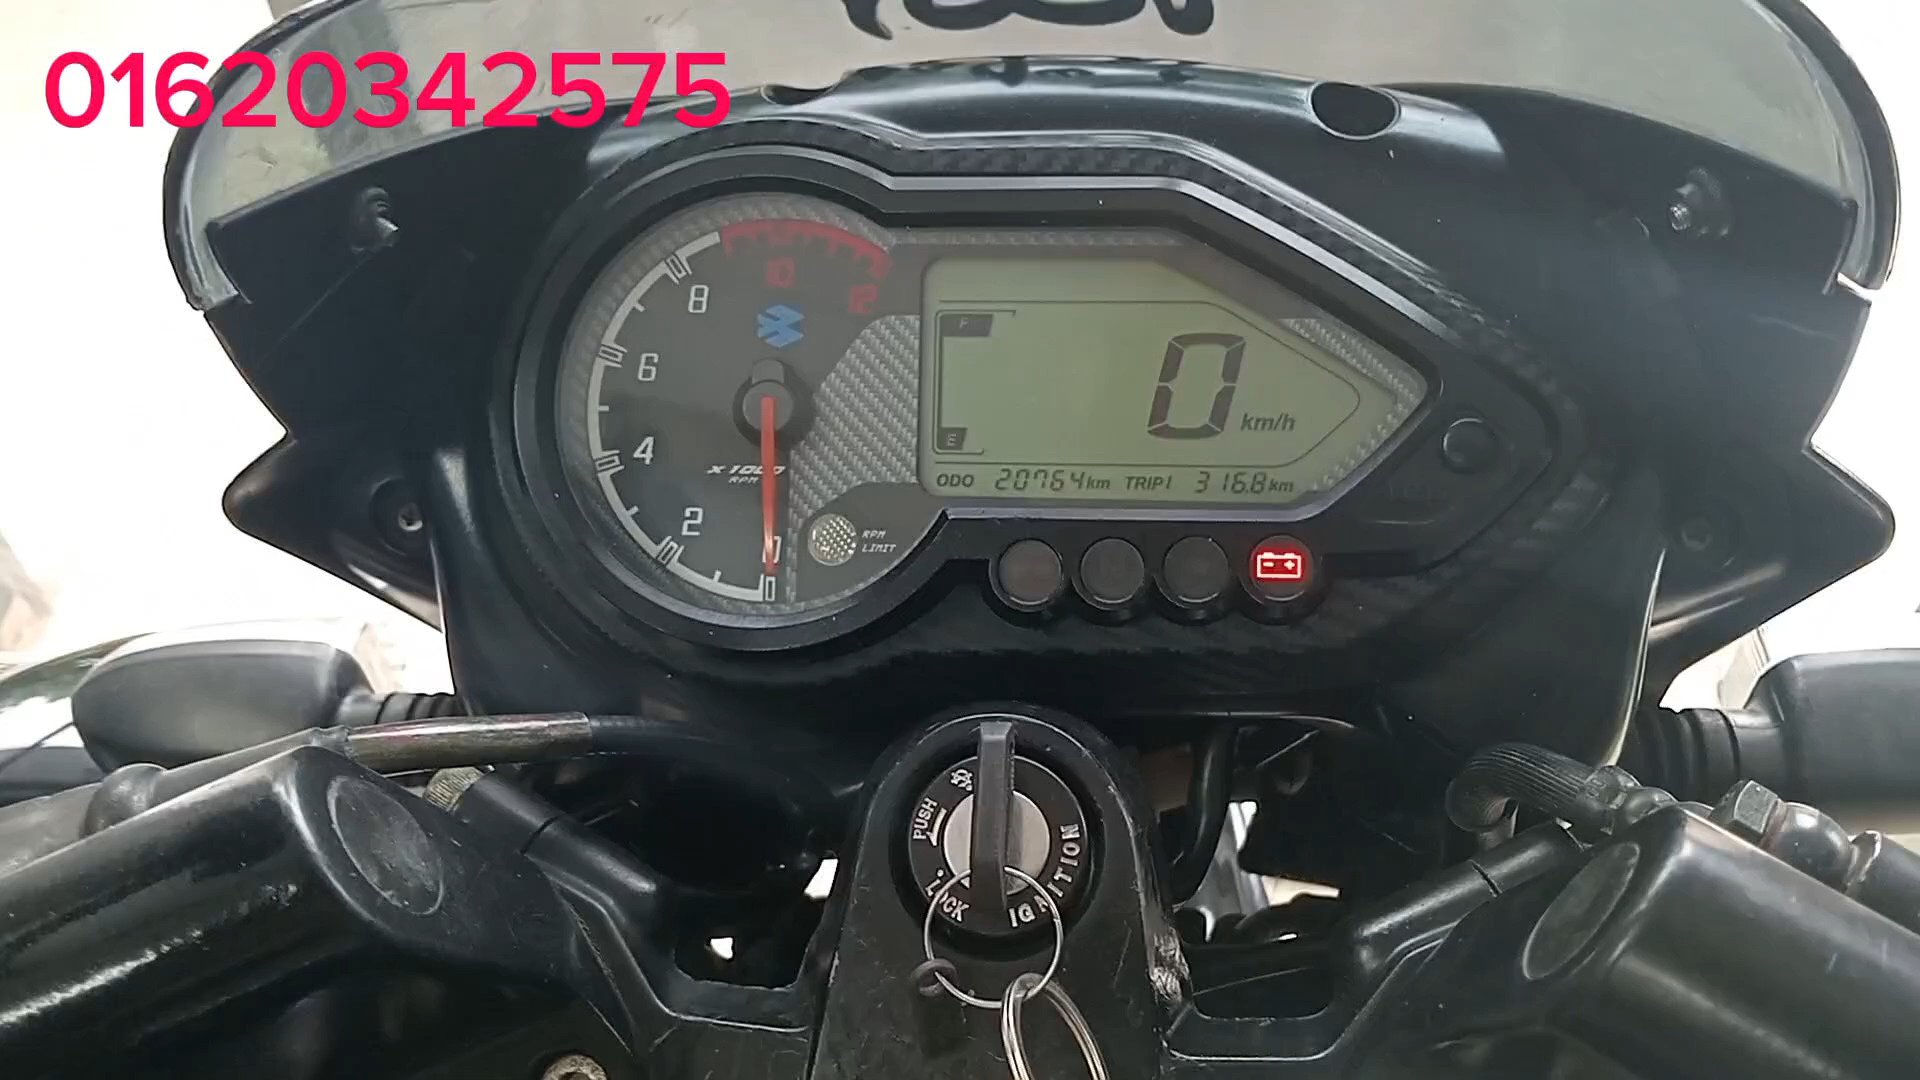 01620342575
10
12
8
6
4
2
0
x1000
RPM
RPM
LIMIT
F
E
0 km/h
ODO 20764km TRIP1 316.8km
PUSH
LOCK
IGNITION